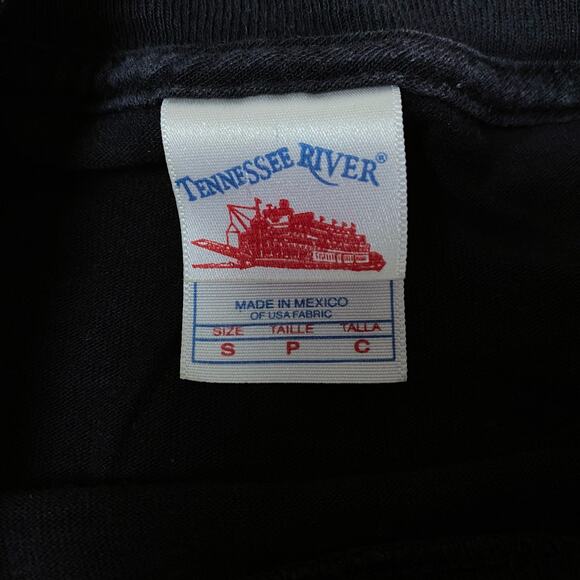 TENNESSEE RIVER®
MADE IN MEXICO
OF USA FABRIC
SIZE TAILLE TALLA
S P C